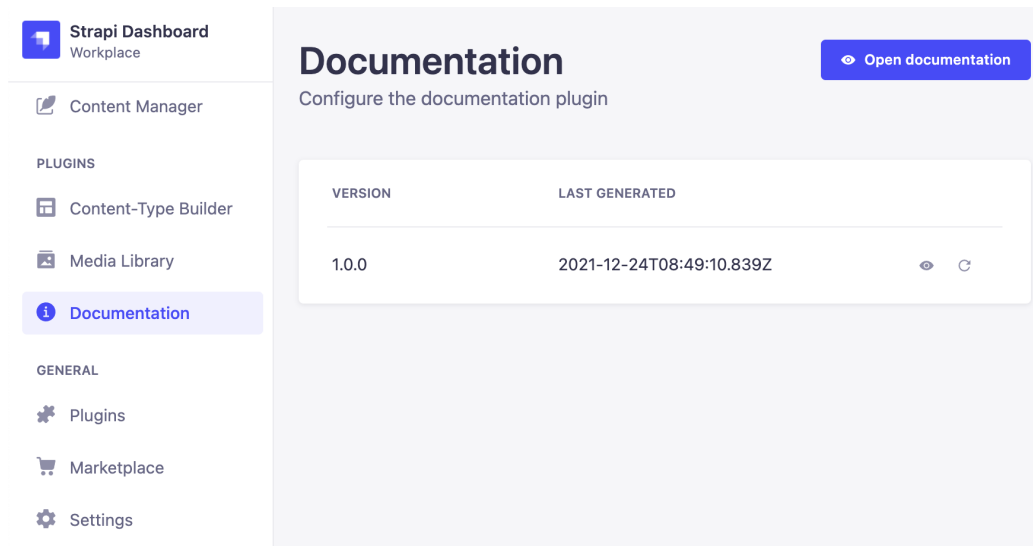 Strapi Dashboard
Workplace
Content Manager
PLUGINS
Content-Type Builder
Media Library
Documentation
GENERAL
Plugins
Marketplace
Settings
Documentation
Configure the documentation plugin
Open documentation
VERSION LAST GENERATED
1.0.0 2021-12-24T08:49:10.839Z